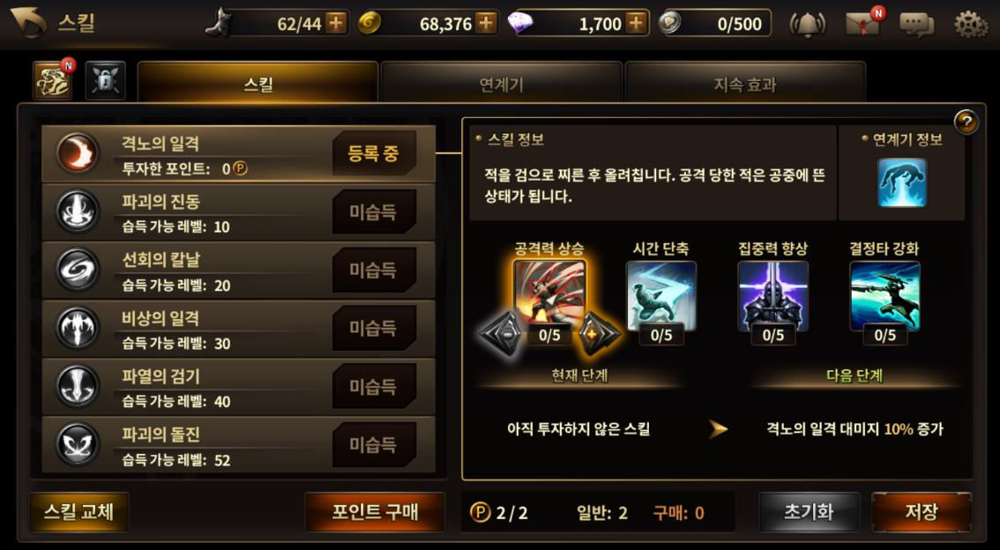 스킬
62/44
68,376
1,700
0/500
N
N
스킬
연계기
지속 효과
격노의 일격
투자한 포인트: 0 P
등록 중
파괴의 진동
습득 가능 레벨: 10
미습득
선회의 칼날
습득 가능 레벨: 20
미습득
비상의 일격
습득 가능 레벨: 30
미습득
파열의 검기
습득 가능 레벨: 40
미습득
파괴의 돌진
습득 가능 레벨: 52
미습득
스킬 교체
포인트 구매
?
• 스킬 정보
적을 검으로 찌른 후 올려칩니다. 공격 당한 적은 공중에 뜬
상태가 됩니다.
• 연계기 정보
공격력 상승
시간 단축
집중력 향상
결정타 강화
0/5
0/5
0/5
0/5
현재 단계
다음 단계
아직 투자하지 않은 스킬
격노의 일격 대미지 10% 증가
P 2 / 2
일반: 2
구매: 0
초기화
저장